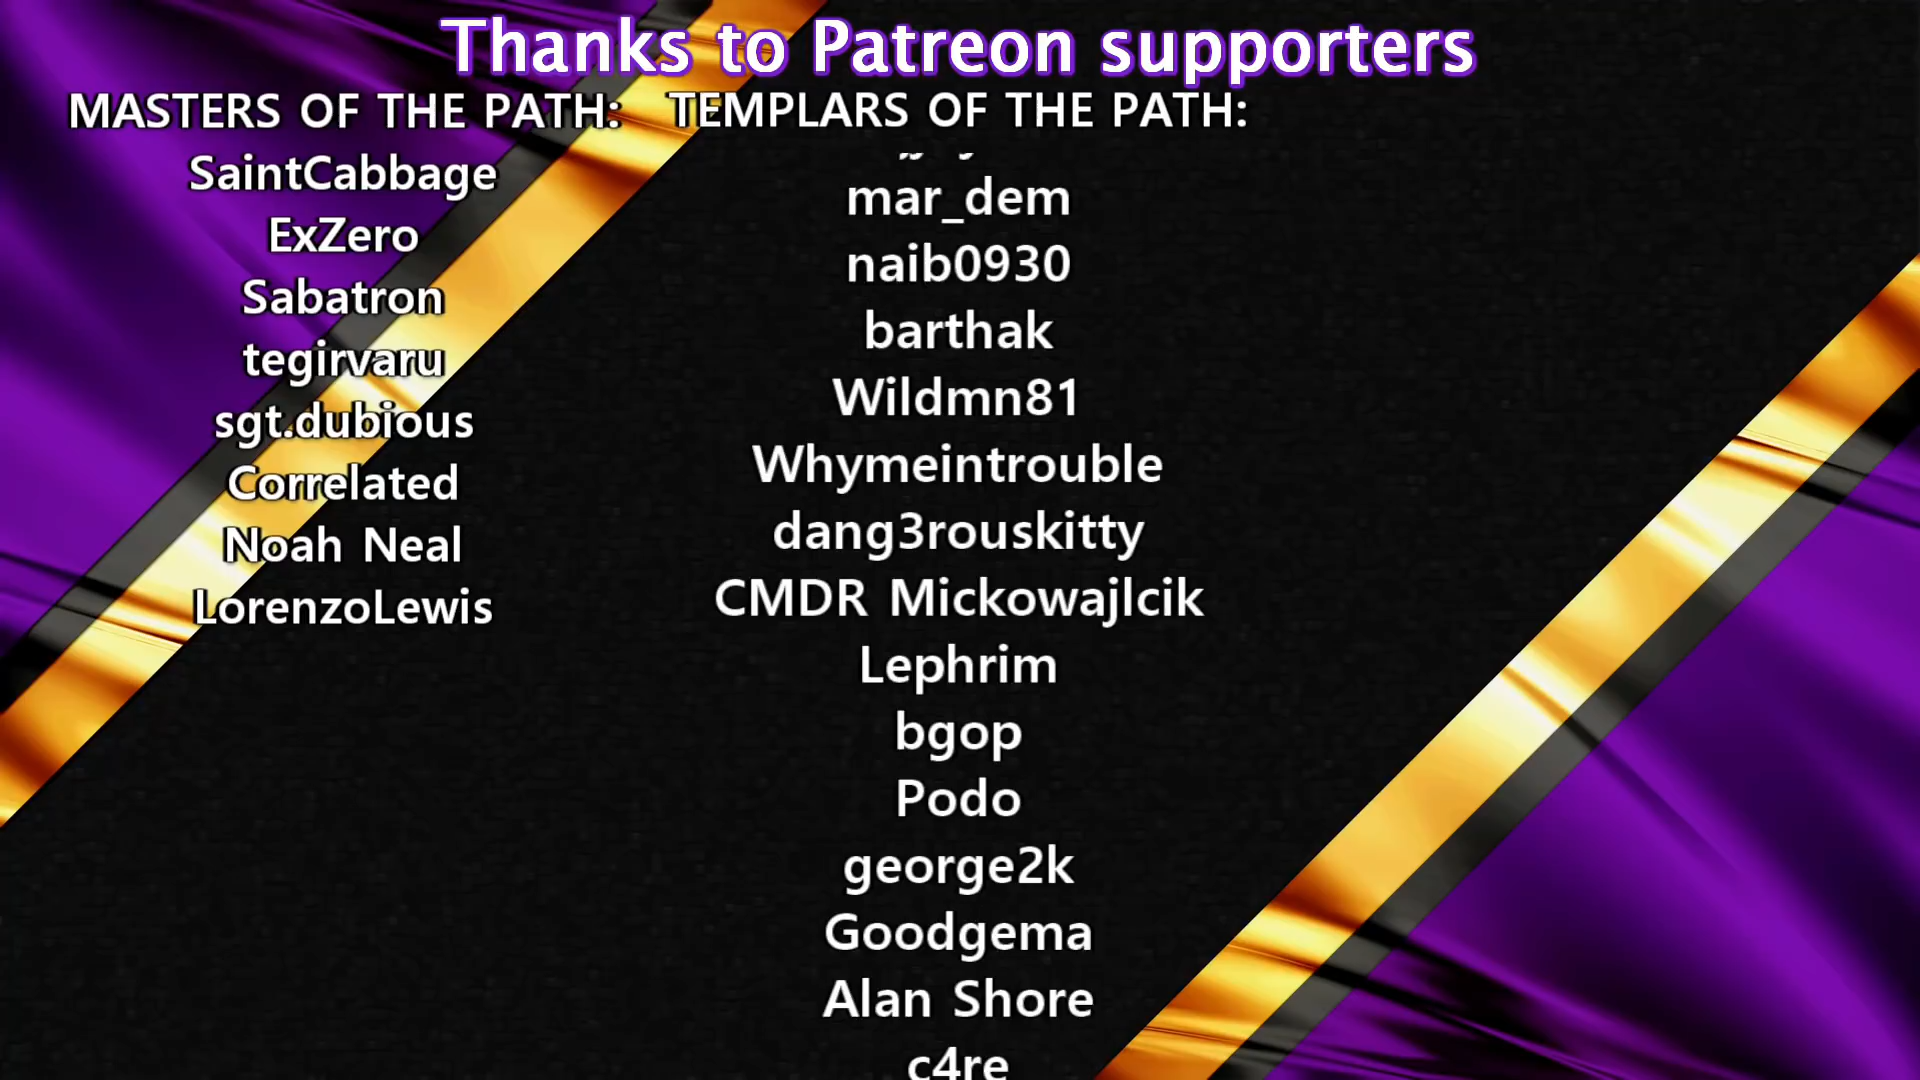 Thanks to Patreon supporters
MASTERS OF THE PATH:
SaintCabbage
ExZero
Sabatron
tegirvaru
sgt.dubious
Correlated
Noah Neal
LorenzoLewis
TEMPLARS OF THE PATH:
mar_dem
naib0930
barthak
Wildmn81
Whymeintrouble
dang3rouskitty
CMDR Mickowajlcik
Lephrim
bgop
Podo
george2k
Goodgema
Alan Shore
c4re